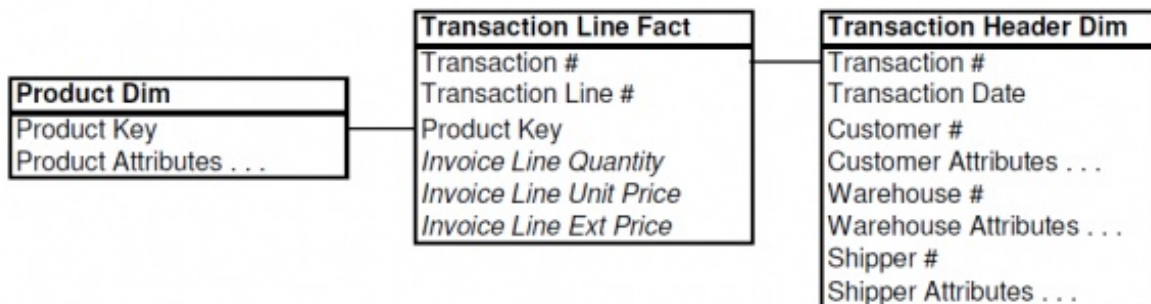 Product Dim
Product Key
Product Attributes . . .
Transaction Line Fact
Transaction #
Transaction Line #
Product Key
Invoice Line Quantity
Invoice Line Unit Price
Invoice Line Ext Price
Transaction Header Dim
Transaction #
Transaction Date
Customer #
Customer Attributes . . .
Warehouse #
Warehouse Attributes . . .
Shipper #
Shipper Attributes . . .